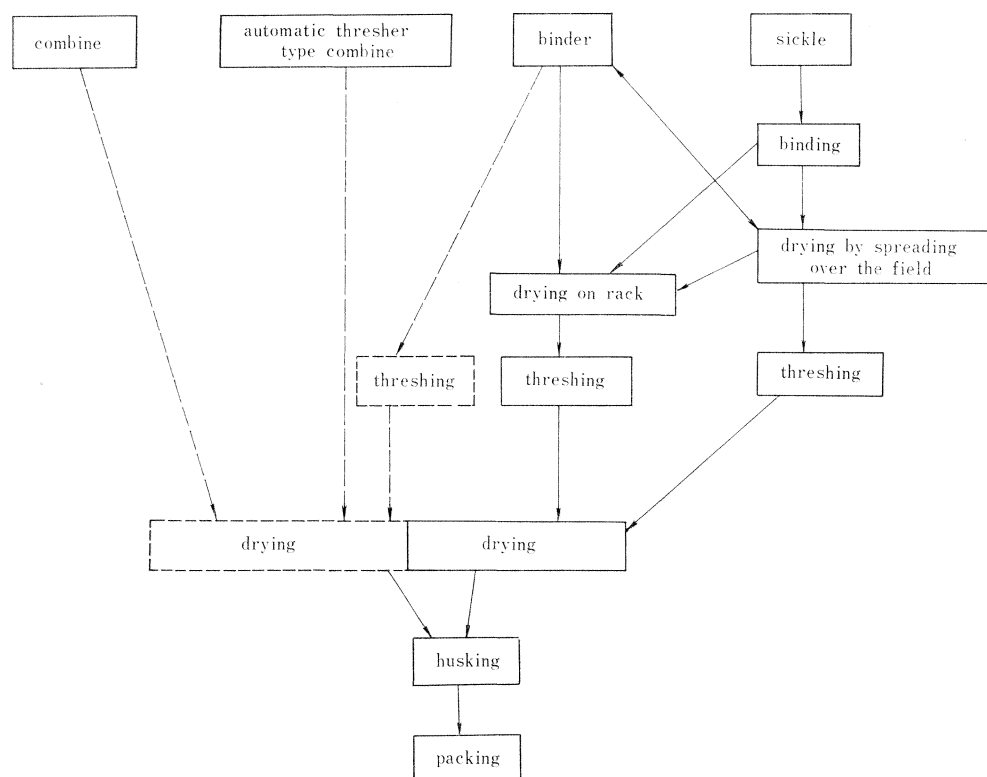 combine
automatic thresher
type combine
binder
sickle
binding
drying by spreading
over the field
drying on rack
threshing
threshing
threshing
drying
drying
husking
packing